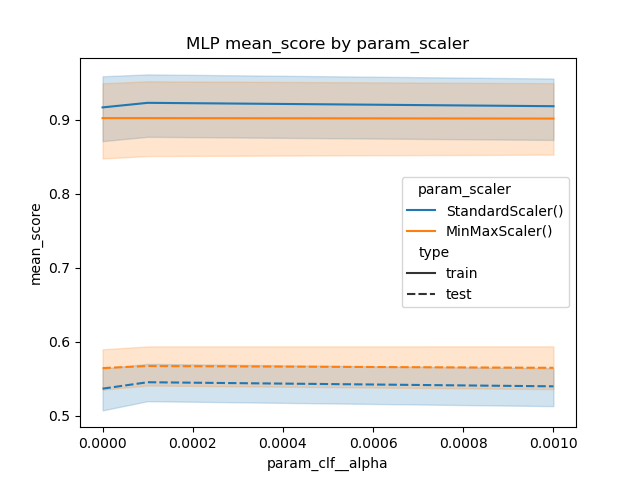 MLP mean_score by param_scaler
mean_score
0.9
0.8
0.7
0.6
0.5
param_scaler
StandardScaler()
MinMaxScaler()
type
train
test
0.0000 0.0002 0.0004 0.0006 0.0008 0.0010
param_clf__alpha